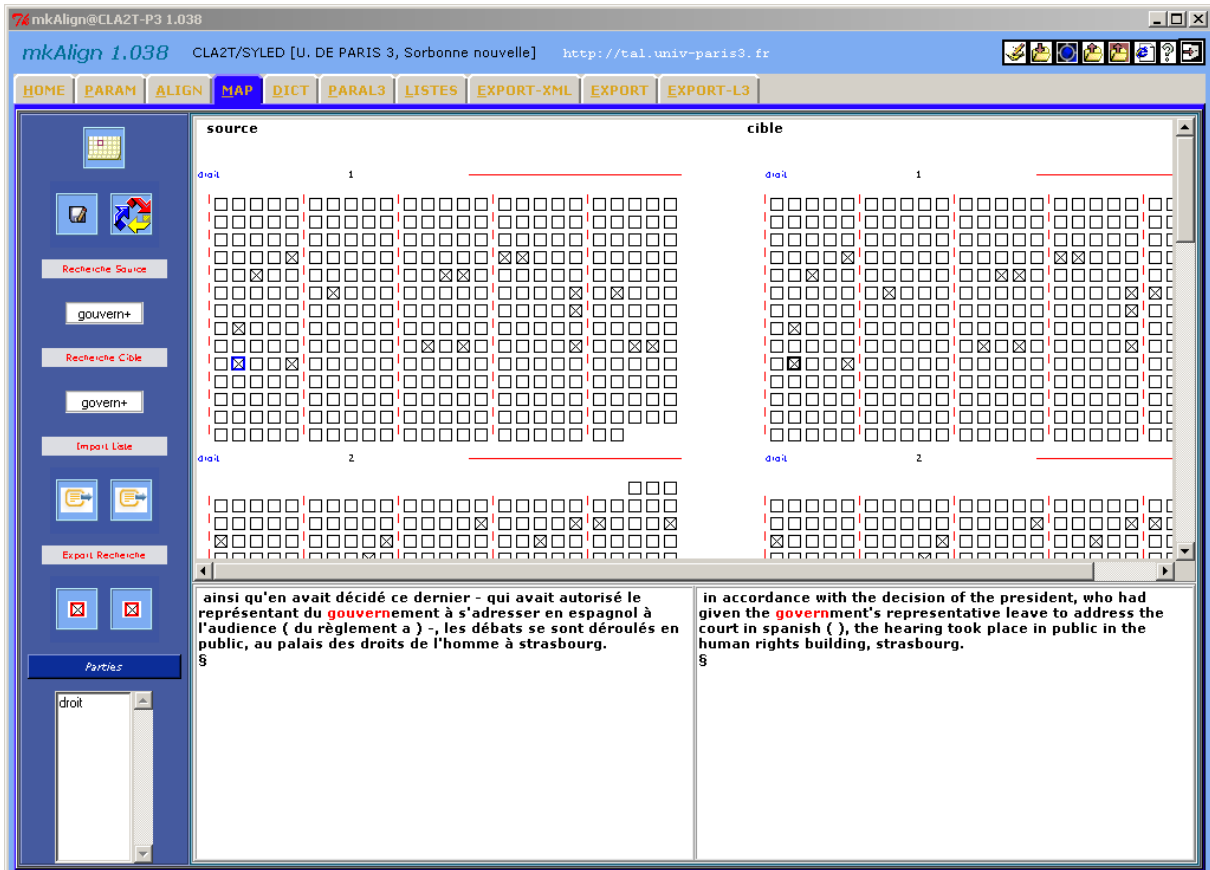 mkAlign@CLA2T-P3 1.038
mkAlign 1.038 CLA2T/SYLED [U. DE PARIS 3, Sorbonne nouvelle] http://tal.univ-paris3.fr
HOME PARAM ALIGN MAP DICT PARAL3 LISTES EXPORT-XML EXPORT EXPORT-L3
source cible
droit 1 droit 1
Recherche Source
gouvern+
Recherche Cible
govern+
Import Liste
droit 2 droit 2
Export Recherche
Parties
droit
ainsi qu'en avait décidé ce dernier - qui avait autorisé le
représentant du gouvernement à s'adresser en espagnol à
l'audience ( du règlement a ) -, les débats se sont déroulés en
public, au palais des droits de l'homme à strasbourg.
§
in accordance with the decision of the president, who had
given the government's representative leave to address the
court in spanish ( ), the hearing took place in public in the
human rights building, strasbourg.
§